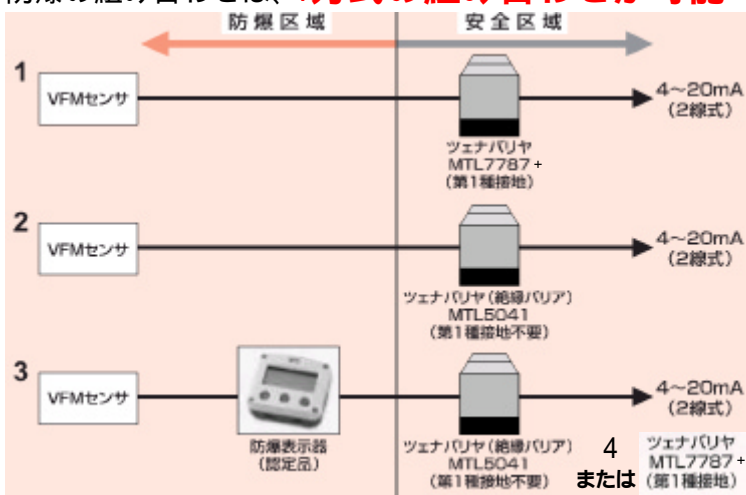 防爆区域
安全区域
1
VFMセンサ
4～20mA
(2線式)
ツェナバリヤ
MTL7787+
(第1種接地)
2
VFMセンサ
4～20mA
(2線式)
ツェナバリヤ(絶縁バリア)
MTL5041
(第1種接地不要)
3
VFMセンサ
4～20mA
(2線式)
防爆表示器
(認定品)
ツェナバリヤ(絶縁バリア)
MTL5041
(第1種接地不要)
4
または
ツェナバリヤ
MTL7787+
(第1種接地)